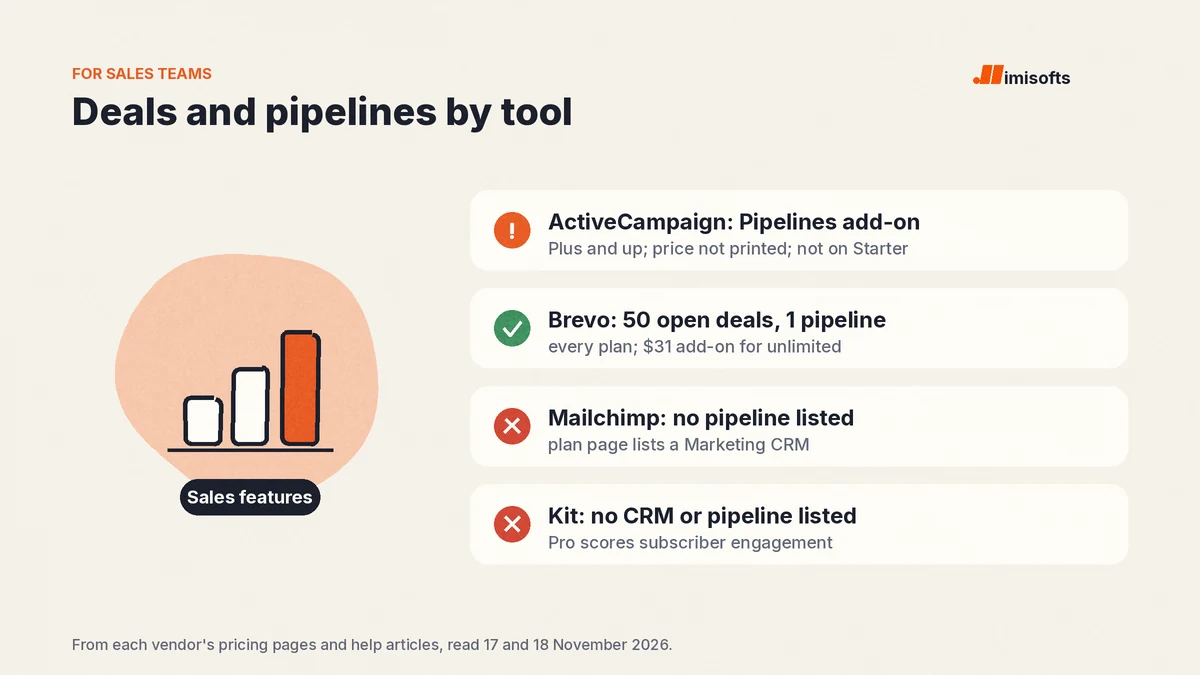 FOR SALES TEAMS
Deals and pipelines by tool
imisofts
ActiveCampaign: Pipelines add-on
Plus and up; price not printed; not on Starter
Brevo: 50 open deals, 1 pipeline
every plan; $31 add-on for unlimited
Mailchimp: no pipeline listed
plan page lists a Marketing CRM
Kit: no CRM or pipeline listed
Pro scores subscriber engagement
Sales features
From each vendor's pricing pages and help articles, read 17 and 18 November 2026.